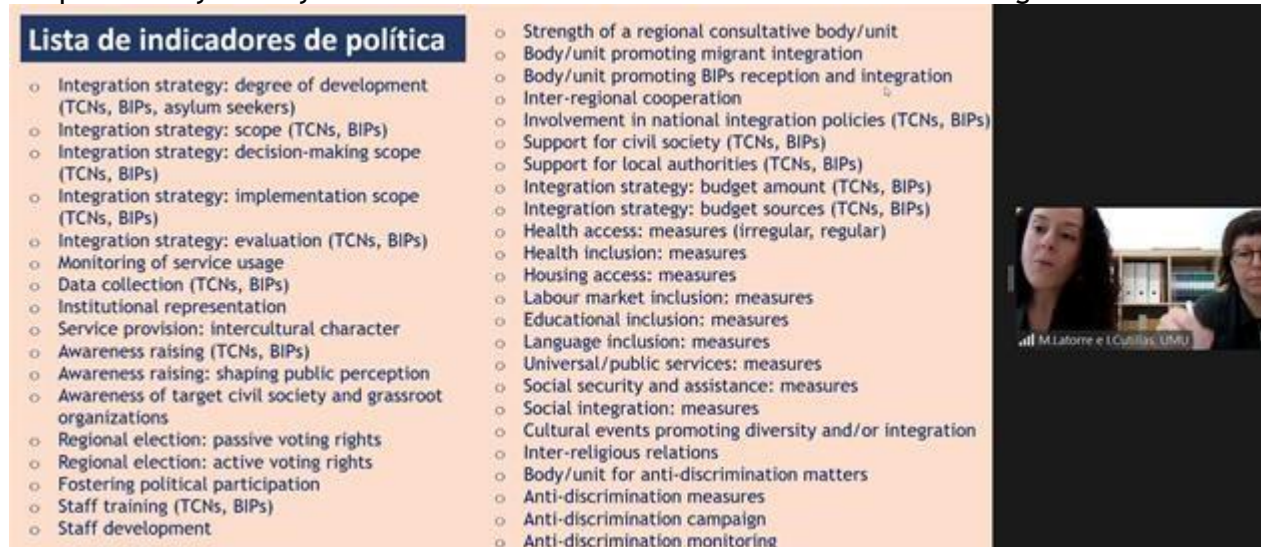 Lista de indicadores de política
o Integration strategy: degree of development
(TCNs, BIPs, asylum seekers)
o Integration strategy: scope (TCNs, BIPs)
o Integration strategy: decision-making scope
(TCNs, BIPs)
o Integration strategy: implementation scope
(TCNs, BIPs)
o Integration strategy: evaluation (TCNs, BIPs)
o Monitoring of service usage
o Data collection (TCNs, BIPs)
o Institutional representation
o Service provision: intercultural character
o Awareness raising (TCNs, BIPs)
o Awareness raising: shaping public perception
o Awareness of target civil society and grassroot
organizations
o Regional election: passive voting rights
o Regional election: active voting rights
o Fostering political participation
o Staff training (TCNs, BIPs)
o Staff development
o Strength of a regional consultative body/unit
o Body/unit promoting migrant integration
o Body/unit promoting BIPs reception and integration
o Inter-regional cooperation
o Involvement in national integration policies (TCNs, BIPs)
o Support for civil society (TCNs, BIPs)
o Support for local authorities (TCNs, BIPs)
o Integration strategy: budget amount (TCNs, BIPs)
o Integration strategy: budget sources (TCNs, BIPs)
o Health access: measures (irregular, regular)
o Health inclusion: measures
o Housing access: measures
o Labour market inclusion: measures
o Educational inclusion: measures
o Language inclusion: measures
o Universal/public services: measures
o Social security and assistance: measures
o Social integration: measures
o Cultural events promoting diversity and/or integration
o Inter-religious relations
o Body/unit for anti-discrimination matters
o Anti-discrimination measures
o Anti-discrimination campaign
o Anti-discrimination monitoring
M.Latorre e I.Cutillas, UMU